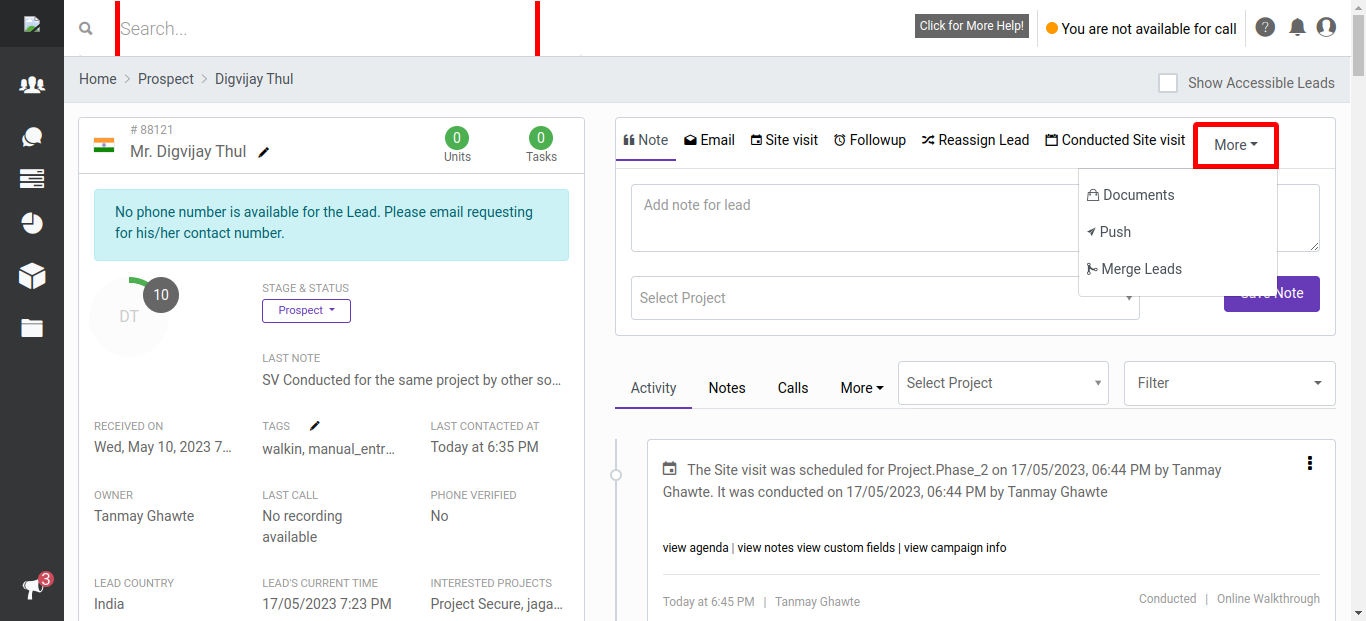 Search...
Click for More Help!
You are not available for call
?
Home > Prospect > Digvijay Thul
Show Accessible Leads
# 88121
Mr. Digvijay Thul
0
Units
0
Tasks
No phone number is available for the Lead. Please email requesting
for his/her contact number.
DT
10
STAGE & STATUS
Prospect
LAST NOTE
SV Conducted for the same project by other so...
RECEIVED ON
Wed, May 10, 2023 7...
TAGS
walkin, manual_entr...
LAST CONTACTED AT
Today at 6:35 PM
OWNER
Tanmay Ghawte
LAST CALL
No recording
available
PHONE VERIFIED
No
LEAD COUNTRY
India
LEAD'S CURRENT TIME
17/05/2023 7:23 PM
INTERESTED PROJECTS
Project Secure, jaga...
3
Note Email Site visit Followup Reassign Lead Conducted Site visit More
Documents
Push
Merge Leads
Add note for lead
Select Project
Note
Activity Notes Calls More Select Project Filter
The Site visit was scheduled for Project.Phase_2 on 17/05/2023, 06:44 PM by Tanmay
Ghawte. It was conducted on 17/05/2023, 06:44 PM by Tanmay Ghawte
view agenda | view notes view custom fields | view campaign info
Today at 6:45 PM | Tanmay Ghawte
Conducted | Online Walkthrough